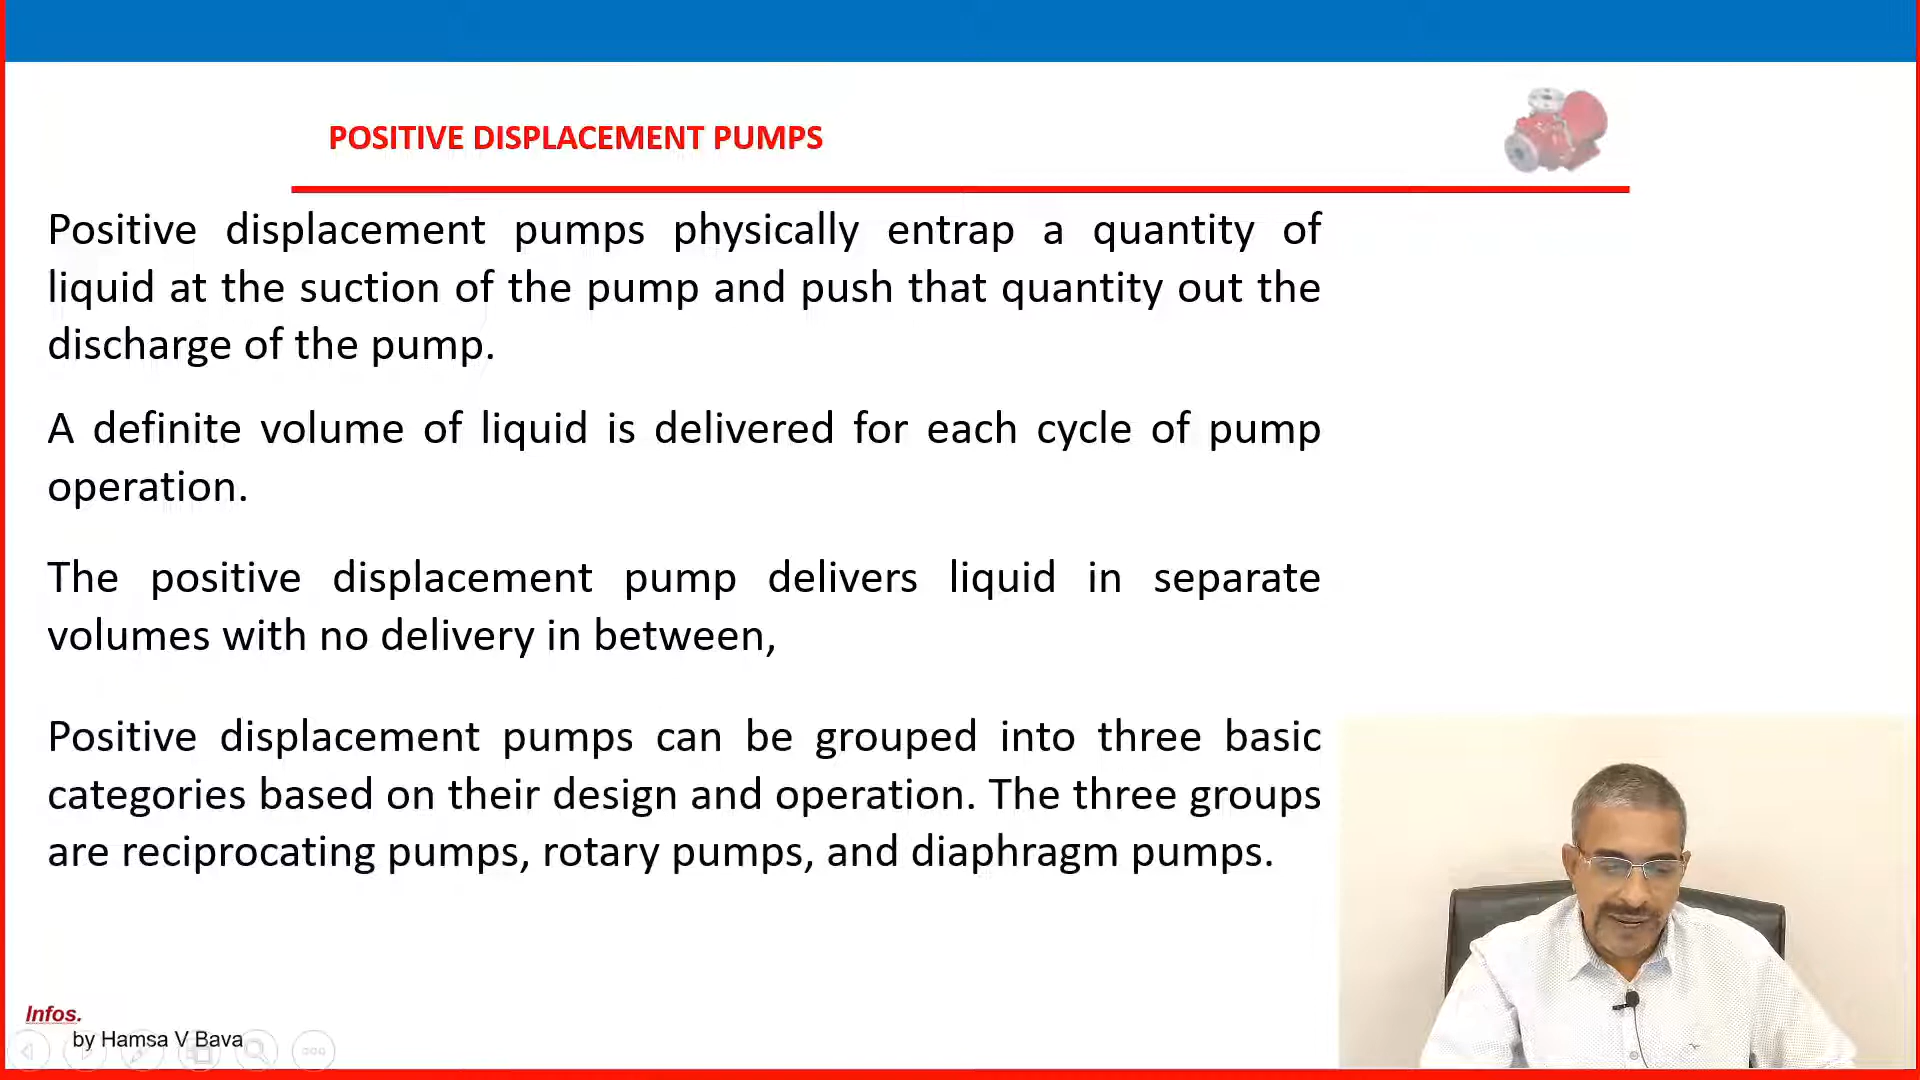 POSITIVE DISPLACEMENT PUMPS
Positive displacement pumps physically entrap a quantity of
liquid at the suction of the pump and push that quantity out the
discharge of the pump.
A definite volume of liquid is delivered for each cycle of pump
operation.
The positive displacement pump delivers liquid in separate
volumes with no delivery in between,
Positive displacement pumps can be grouped into three basic
categories based on their design and operation. The three groups
are reciprocating pumps, rotary pumps, and diaphragm pumps.
Infos.
by Hamsa V Bava